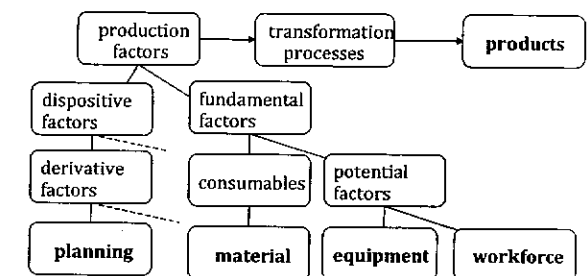 production
factors
transformation
processes
products
dispositive
factors
fundamental
factors
derivative
factors
consumables
potential
factors
planning
material
equipment
workforce